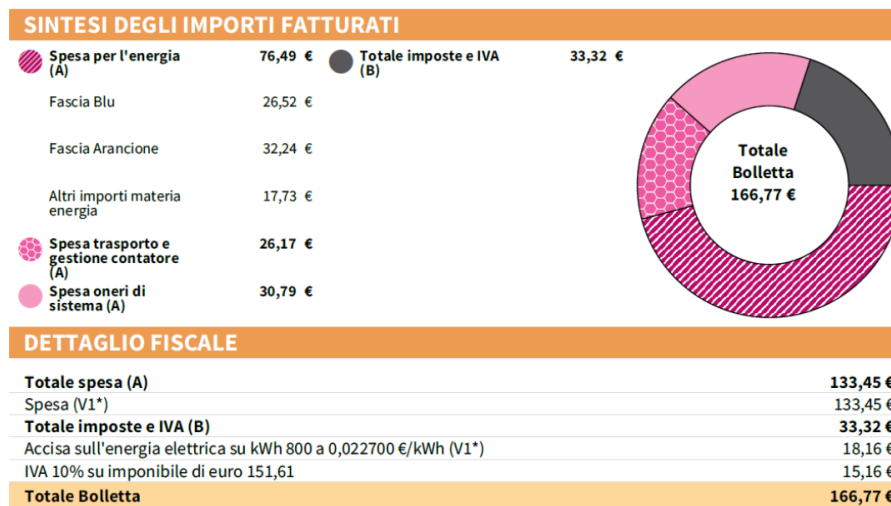 SINTESI DEGLI IMPORTI FATTURATI
Spesa per l'energia
(A)
76,49 €
Fascia Blu
26,52 €
Fascia Arancione
32,24 €
Altri importi materia
energia
17,73 €
Spesa trasporto e
gestione contatore
(A)
26,17 €
Spesa oneri di
sistema (A)
30,79 €
Totale imposte e IVA
(B)
33,32 €
Totale
Bolletta
166,77 €
DETTAGLIO FISCALE
Totale spesa (A) 133,45 €
Spesa (V1*) 133,45 €
Totale imposte e IVA (B) 33,32 €
Accisa sull'energia elettrica su kWh 800 a 0,022700 €/kWh (V1*) 18,16 €
IVA 10% su imponibile di euro 151,61 15,16 €
Totale Bolletta 166,77 €